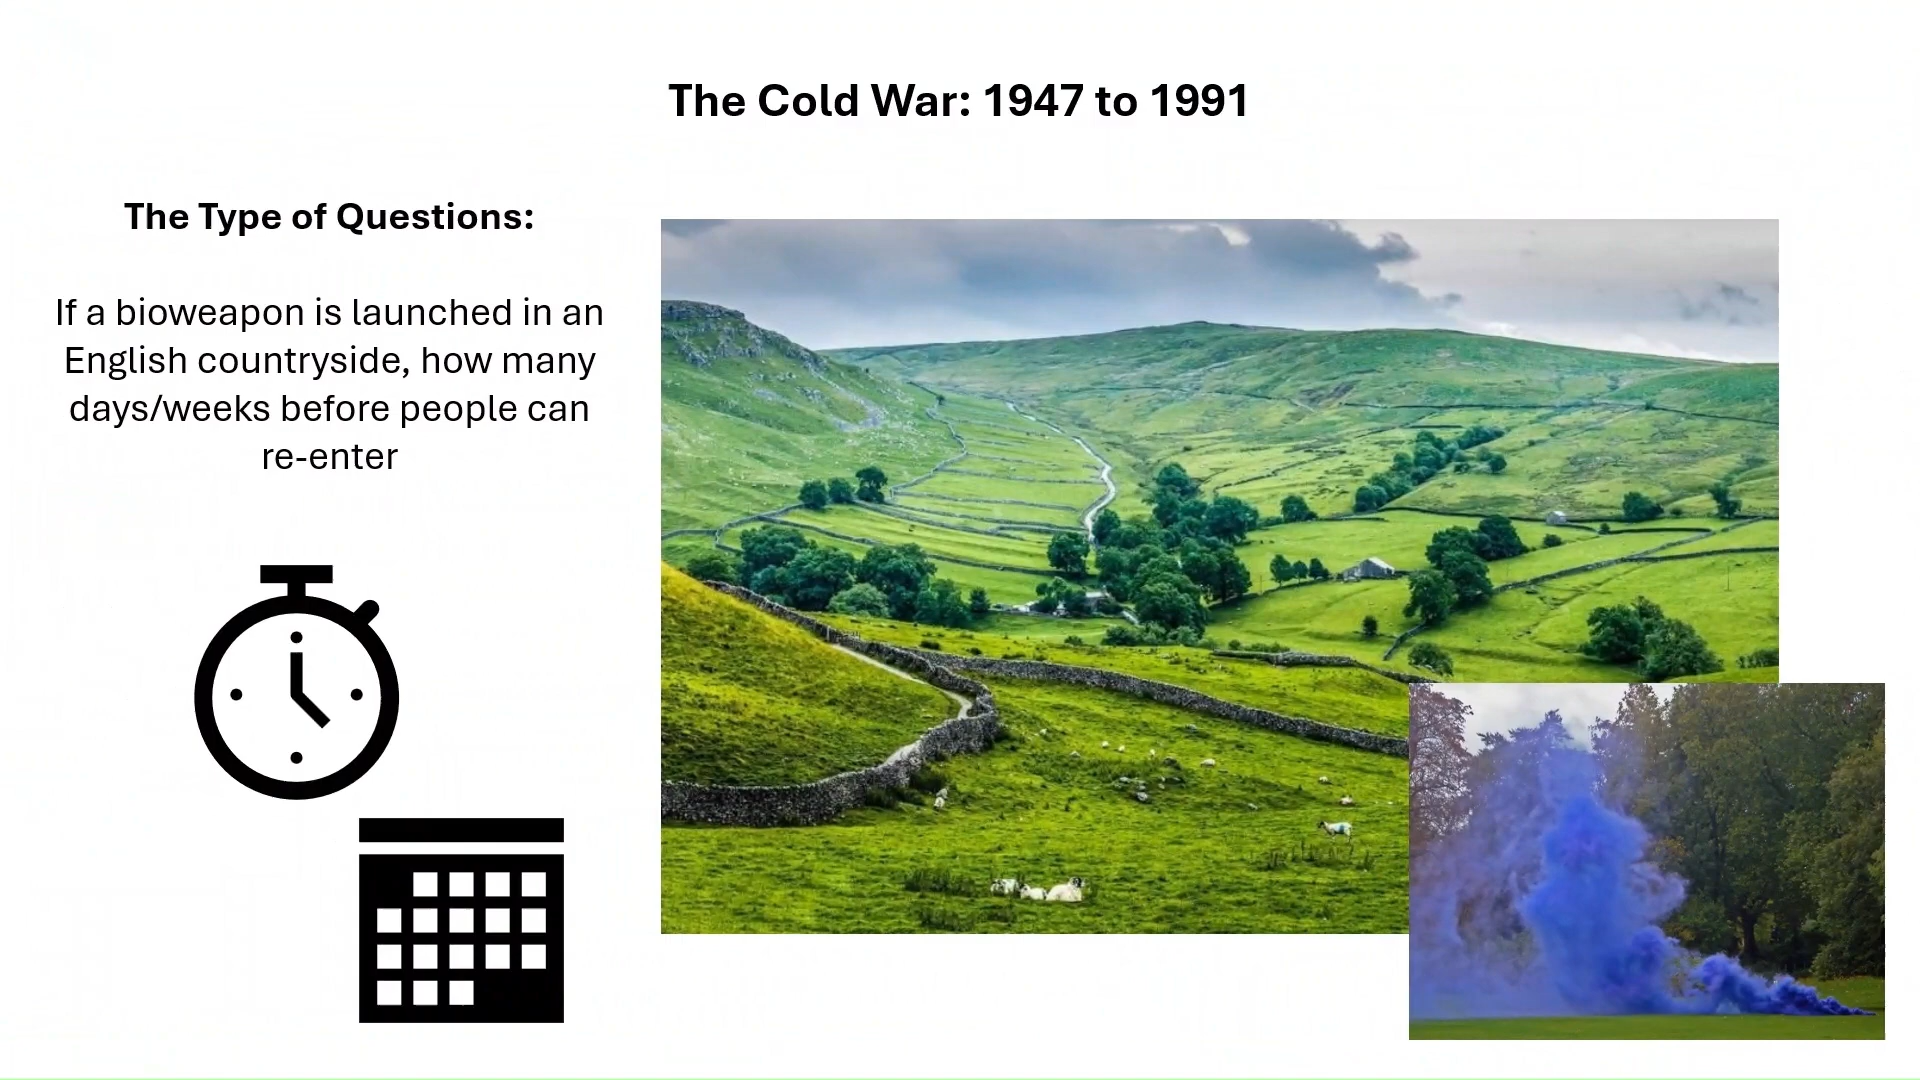 The Cold War: 1947 to 1991
The Type of Questions:
If a bioweapon is launched in an
English countryside, how many
days/weeks before people can
re-enter